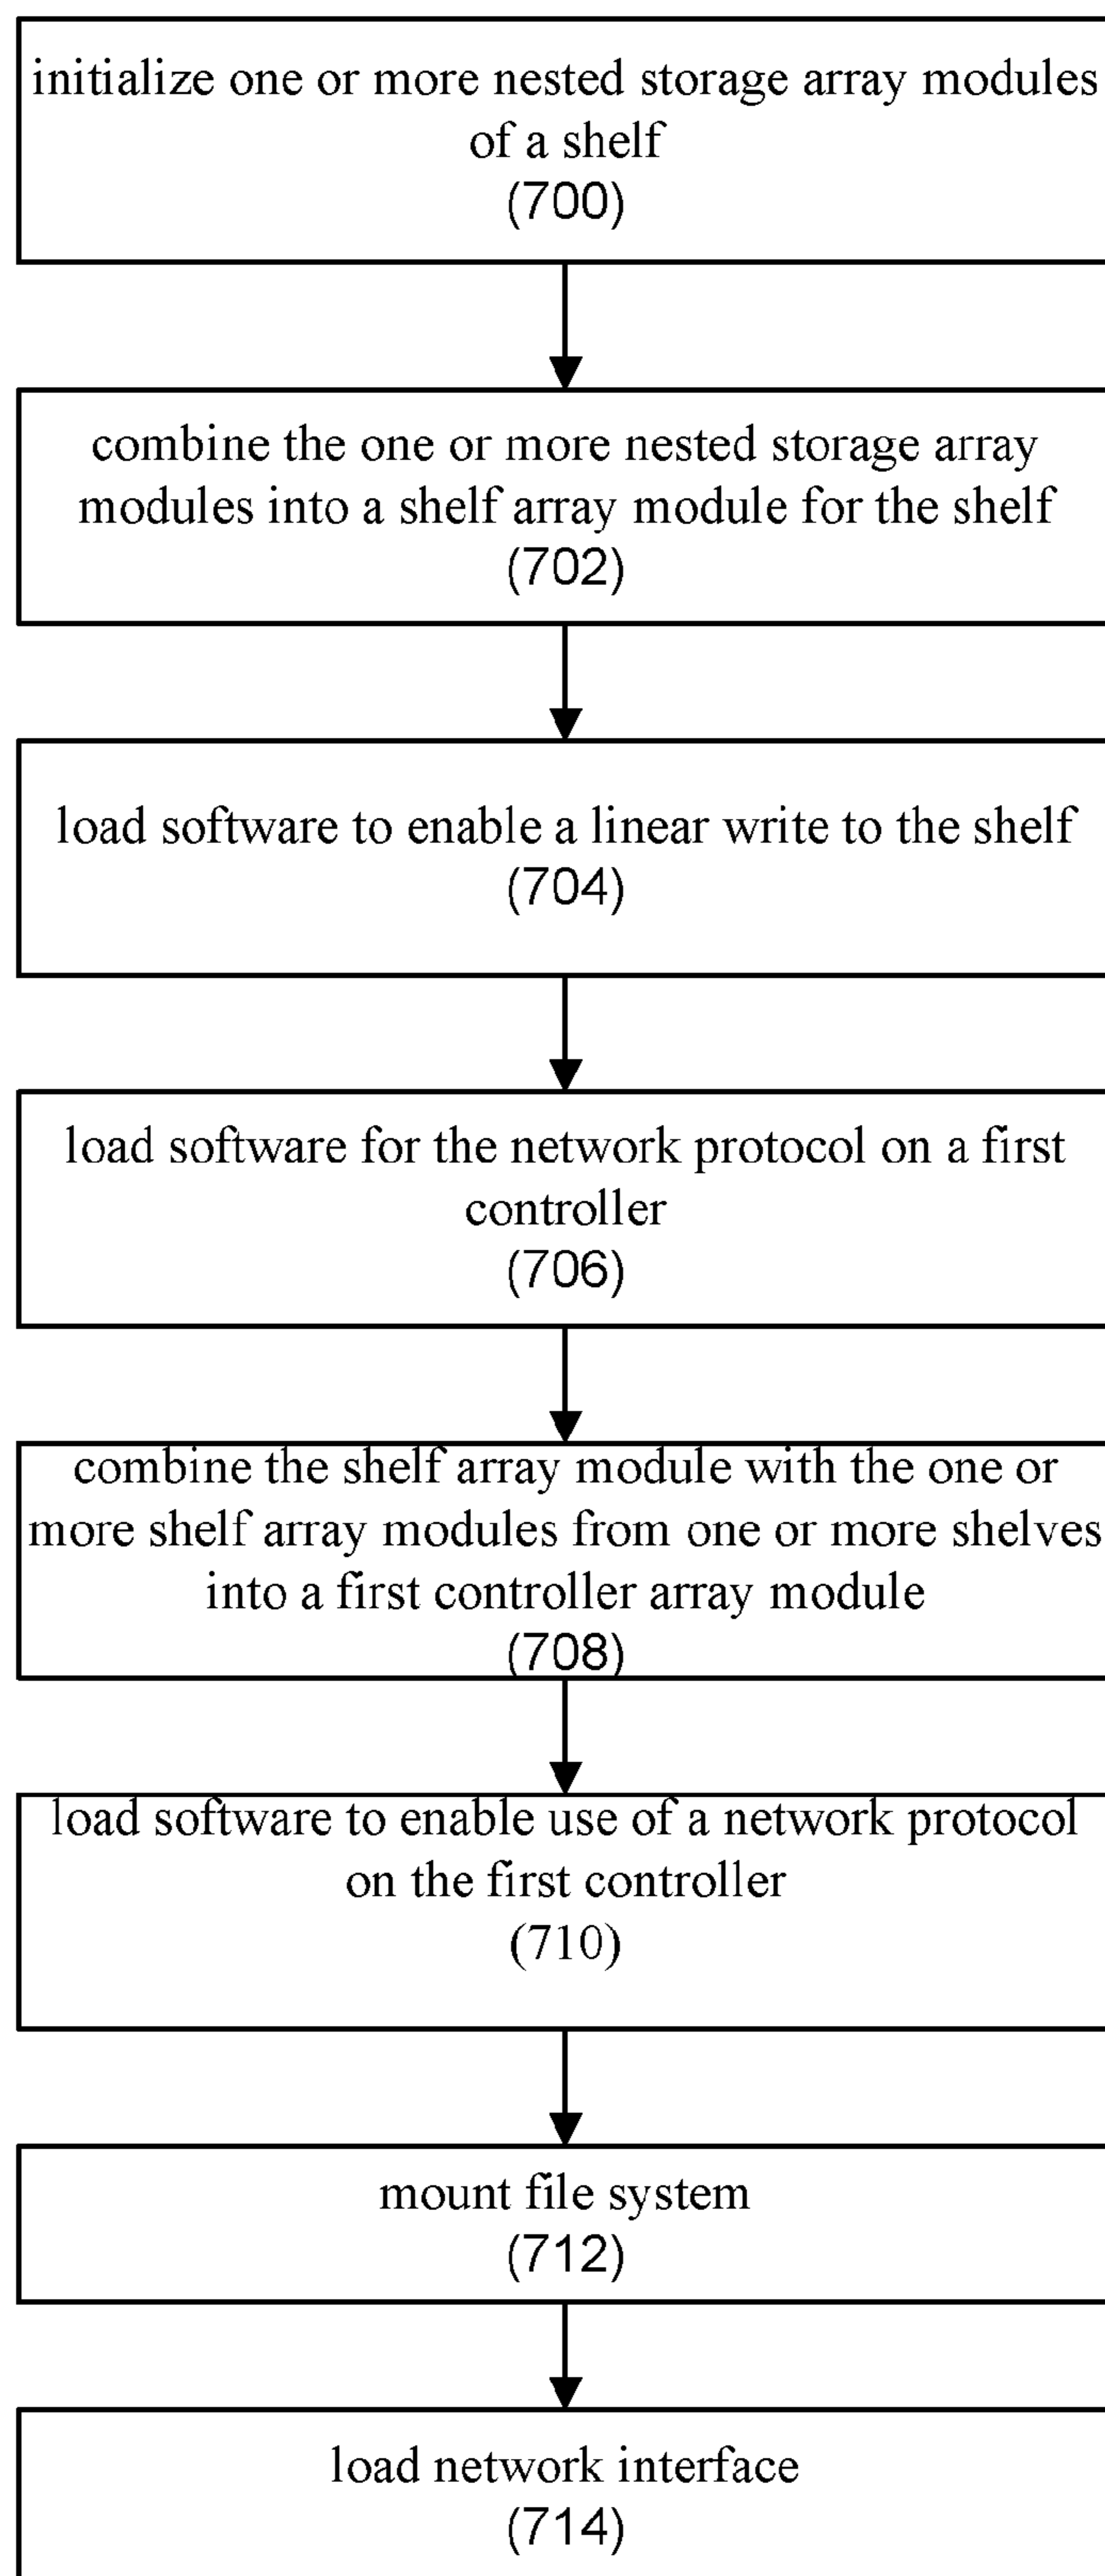 initialize one or more nested storage array modules
of a shelf
(700)
combine the one or more nested storage array
modules into a shelf array module for the shelf
(702)
load software to enable a linear write to the shelf
(704)
load software for the network protocol on a first
controller
(706)
combine the shelf array module with the one or
more shelf array modules from one or more shelves
into a first controller array module
(708)
load software to enable use of a network protocol
on the first controller
(710)
mount file system
(712)
load network interface
(714)